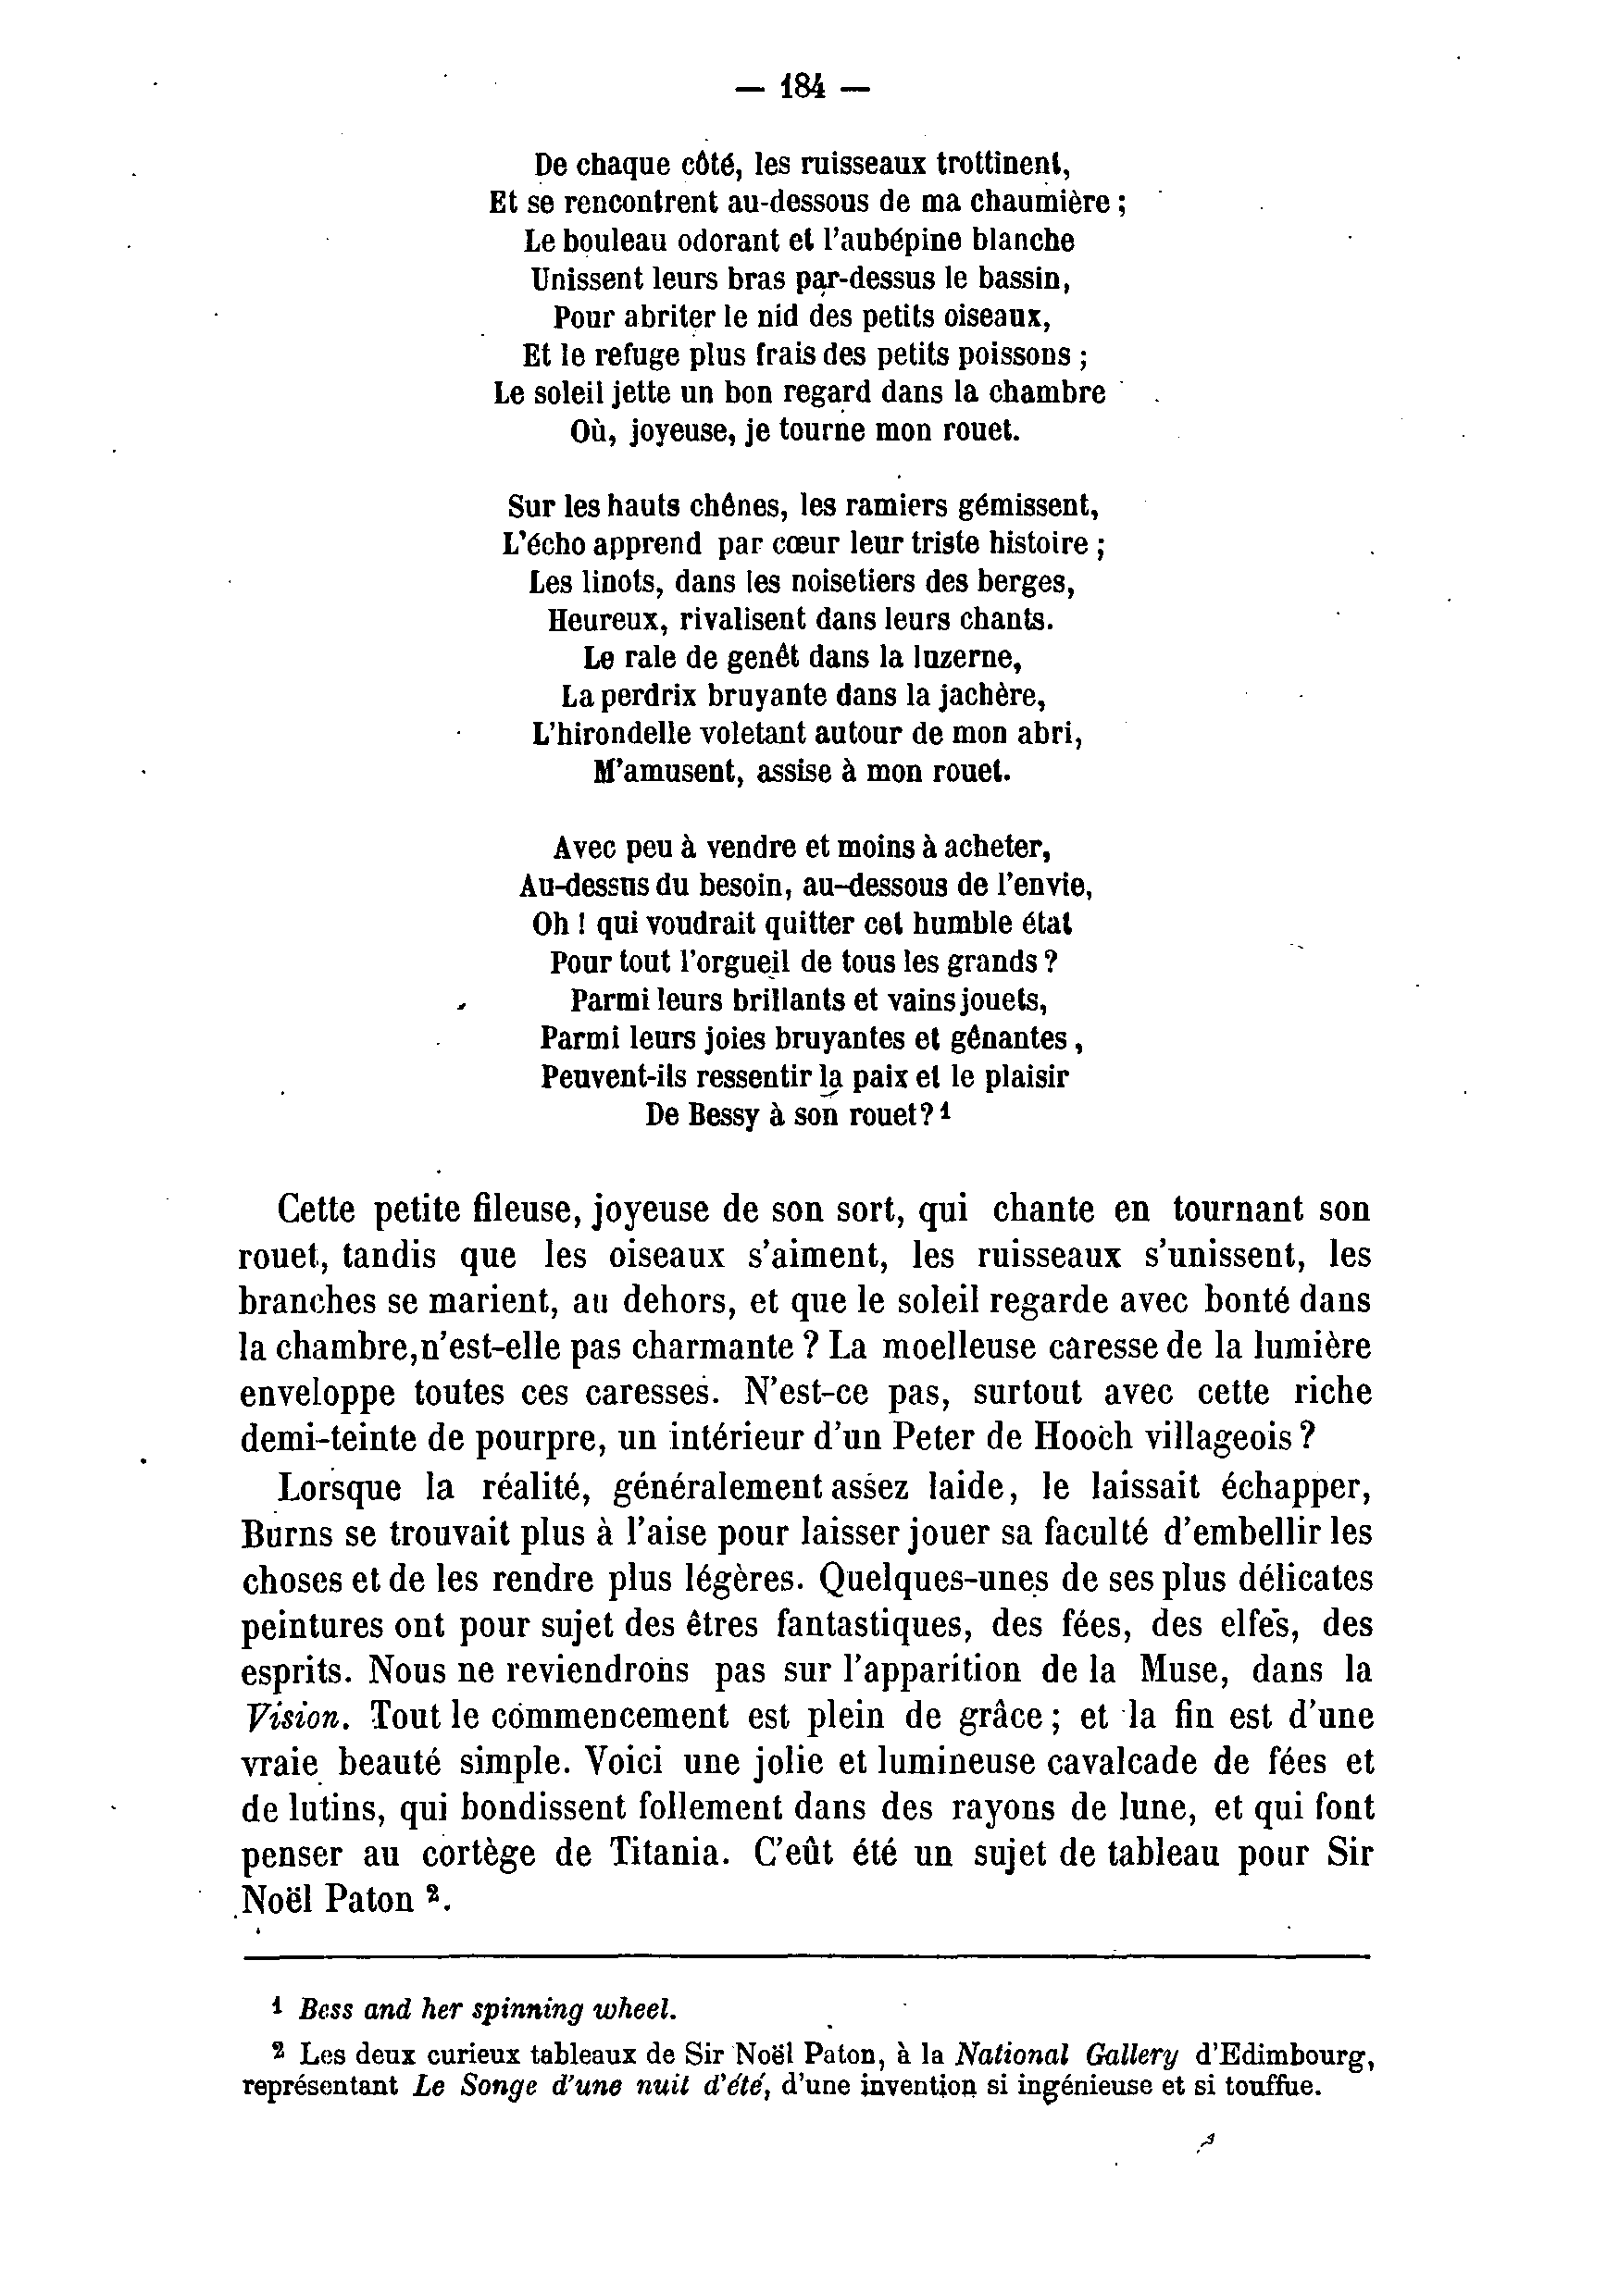 — 184 —
De chaque côté, les ruisseaux trottinent,
Et se rencontrent au-dessous de ma chaumière ;
Le bouleau odorant et l'aubépine blanche
Unissent leurs bras par-dessus le bassin,
Pour abriter le nid des petits oiseaux,
Et le refuge plus frais des petits poissons ;
Le soleil jette un bon regard dans la chambre
Où, joyeuse, je tourne mon rouet.
Sur les hauts chênes, les ramiers gémissent,
L'écho apprend par cœur leur triste histoire ;
Les linots, dans les noisetiers des berges,
Heureux, rivalisent dans leurs chants.
Le rale de genêt dans la luzerne,
La perdrix bruyante dans la jachère,
L'hirondelle voletant autour de mon abri,
M'amusent, assise à mon rouet.
Avec peu à vendre et moins à acheter,
Au-dessus du besoin, au-dessous de l'envie,
Oh ! qui voudrait quitter cet humble état
Pour tout l'orgueil de tous les grands ?
Parmi leurs brillants et vains jouets,
Parmi leurs joies bruyantes et gênantes ,
Peuvent-ils ressentir la paix et le plaisir
De Bessy à son rouet? 1
Cette petite fileuse, joyeuse de son sort, qui chante en tournant son
rouet, tandis que les oiseaux s'aiment, les ruisseaux s'unissent, les
branches se marient, au dehors, et que le soleil regarde avec bonté dans
la chambre,n'est-elle pas charmante ? La moelleuse caresse de la lumière
enveloppe toutes ces caresses. N'est-ce pas, surtout avec cette riche
demi-teinte de pourpre, un intérieur d'un Peter de Hooch villageois ?
Lorsque la réalité, généralement assez laide, le laissait échapper,
Burns se trouvait plus à l'aise pour laisser jouer sa faculté d'embellir les
choses et de les rendre plus légères. Quelques-unes de ses plus délicates
peintures ont pour sujet des êtres fantastiques, des fées, des elfes, des
esprits. Nous ne reviendrons pas sur l'apparition de la Muse, dans la
Vision. Tout le commencement est plein de grâce ; et la fin est d'une
vraie beauté simple. Voici une jolie et lumineuse cavalcade de fées et
de lutins, qui bondissent follement dans des rayons de lune, et qui font
penser au cortège de Titania. C'eût été un sujet de tableau pour Sir
Noël Paton 2.
1 Bess and her spinning wheel.
2 Les deux curieux tableaux de Sir Noël Paton, à la National Gallery d'Edimbourg,
représentant Le Songe d'une nuit d'été, d'une invention si ingénieuse et si touffue.